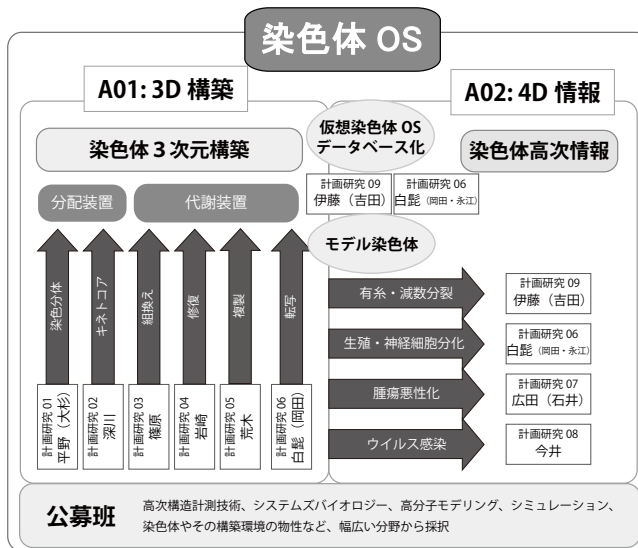 染色体 OS
A01: 3D 構築
A02: 4D 情報
染色体 3 次元構築
仮想染色体 OS
データベース化
染色体高次情報
計画研究 09
伊藤（吉田）
計画研究 06
白髭（岡田・永江）
分配装置
代謝装置
モデル染色体
染色分体
キネトコア
組換え
修復
複製
転写
計画研究 01
平野（大杉）
計画研究 02
深川
計画研究 03
篠原
計画研究 04
岩崎
計画研究 05
荒木
計画研究 06
白髭（岡田）
有糸・減数分裂
計画研究 09
伊藤（吉田）
生殖・神経細胞分化
計画研究 06
白髭（岡田・永江）
腫瘍悪性化
計画研究 07
広田（石井）
ウイルス感染
計画研究 08
今井
公募班
高次構造計測技術、システムズバイオロジー、高分子モデリング、シミュレーション、
染色体やその構築環境の物性など、幅広い分野から採択